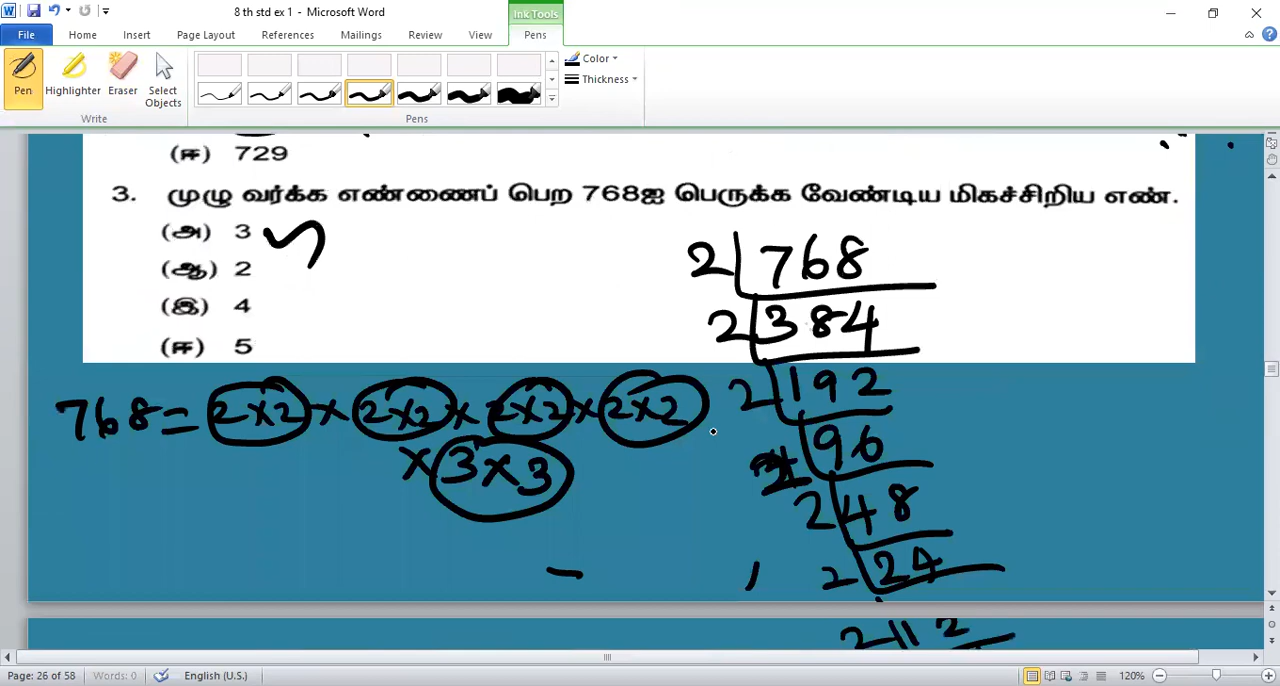 8 th std ex 1 - Microsoft Word
Ink Tools
File Home Insert Page Layout References Mailings Review View Pens
Pen Highlighter Eraser Select Objects
Color
Thickness
Write Pens
(ஈ) 729
3. முழு வர்க்க எண்ணைப் பெற 768ஐ பெருக்க வேண்டிய மிகச்சிறிய எண்.
(அ) 3
(ஆ) 2
(இ) 4
(ஈ) 5
2 768
2 384
2 192
96
2 48
2 24
2 12
768 = 2×2 × 2×2 × 2×2 × 2×2
× 3×3
Page: 26 of 58 Words: 0 English (U.S.) 120%